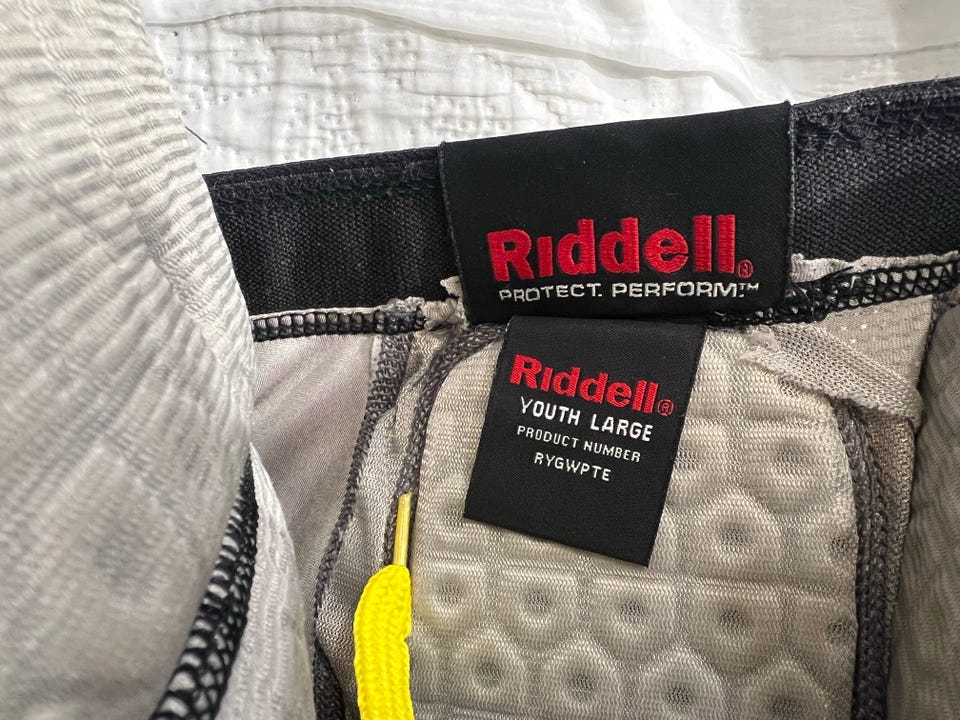 Riddell®
PROTECT. PERFORM.™
Riddell®
YOUTH LARGE
PRODUCT NUMBER
RYGWPTE